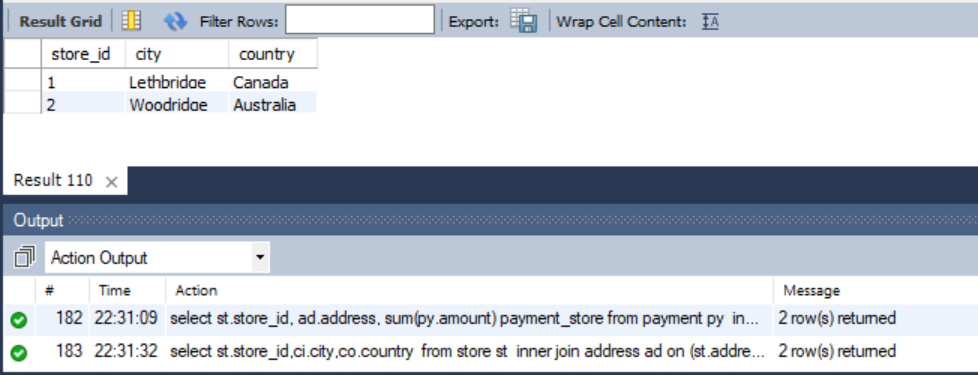 Result Grid Filter Rows: Export: Wrap Cell Content: IA
store_id city country
1 Lethbridge Canada
2 Woodridge Australia
Result 110 ×
Output
Action Output
# Time Action Message
182 22:31:09 select st.store_id, ad.address, sum(py.amount) payment_store from payment py in... 2 row(s) returned
183 22:31:32 select st.store_id,ci.city,co.country from store st inner join address ad on (st.addre... 2 row(s) returned